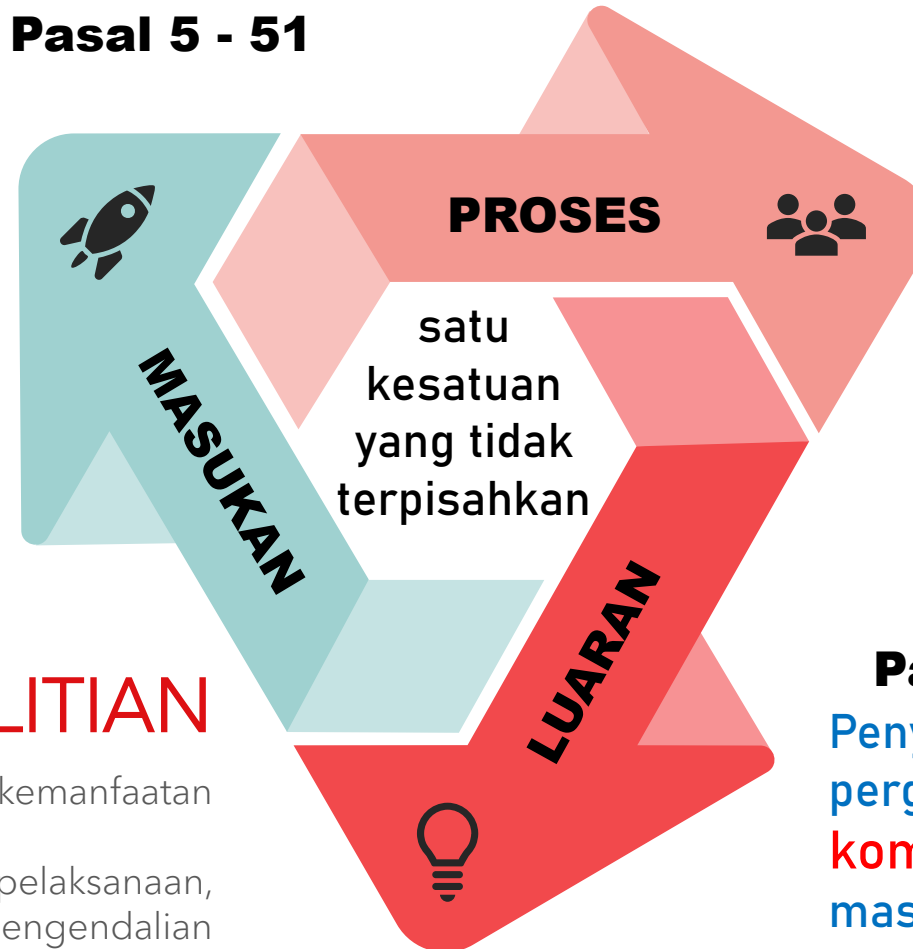 Pasal 5 - 51
PROSES
satu
kesatuan
yang tidak
terpisahkan
MASUKAN
LUARAN
LITIAN
kemanfaatan
pelaksanaan,
engendalian
Pa
Peny
perg
kom
mas